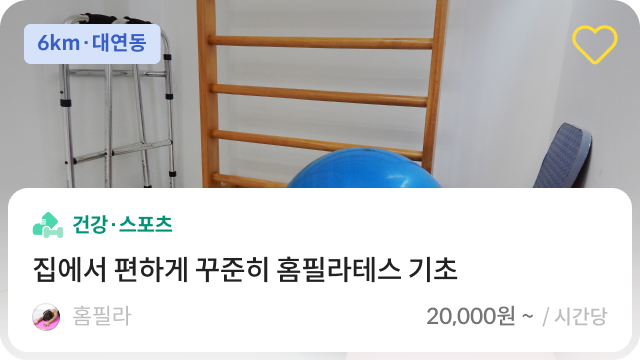 6km·대연동
건강·스포츠
집에서 편하게 꾸준히 홈필라테스 기초
홈필라
20,000원 ~ / 시간당